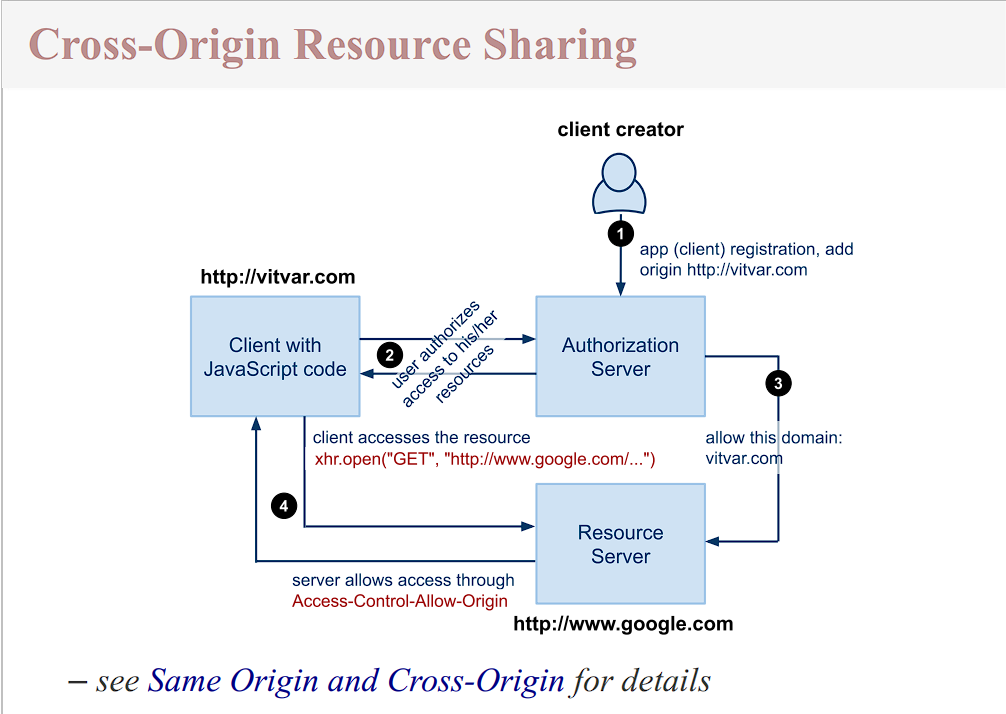 Cross-Origin Resource Sharing
client creator
1
app (client) registration, add
origin http://vitvar.com
http://vitvar.com
Client with
JavaScript code
2
user authorizes
access to his/her
resources
Authorization
Server
3
allow this domain:
vitvar.com
client accesses the resource
xhr.open("GET", "http://www.google.com/...")
4
Resource
Server
server allows access through
Access-Control-Allow-Origin
http://www.google.com
– see Same Origin and Cross-Origin for details